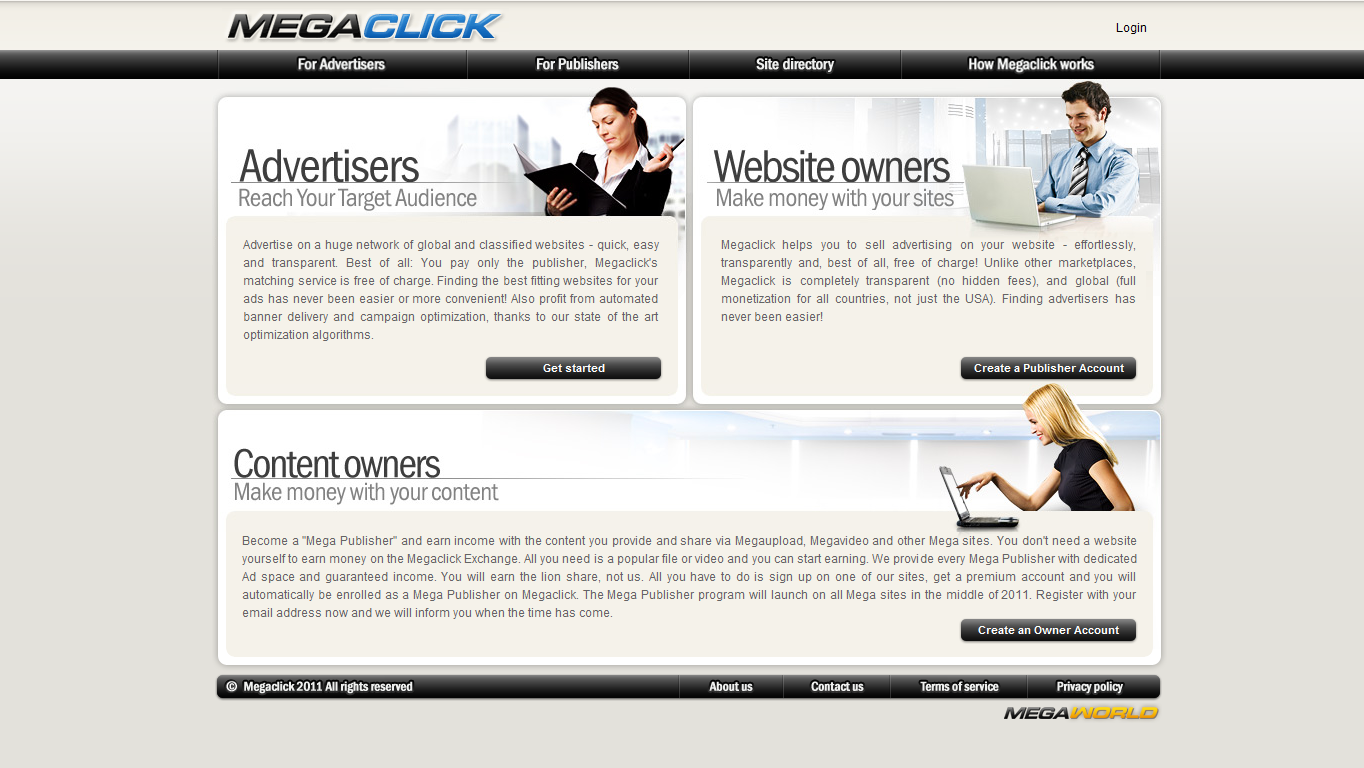 MEGACLICK
Login
For Advertisers
For Publishers
Site directory
How Megaclick works
Advertisers
Reach Your Target Audience
Advertise on a huge network of global and classified websites - quick, easy
and transparent. Best of all: You pay only the publisher, Megaclick's
matching service is free of charge. Finding the best fitting websites for your
ads has never been easier or more convenient! Also profit from automated
banner delivery and campaign optimization, thanks to our state of the art
optimization algorithms.
Get started
Website owners
Make money with your sites
Megaclick helps you to sell advertising on your website - effortlessly,
transparently and, best of all, free of charge! Unlike other marketplaces,
Megaclick is completely transparent (no hidden fees), and global (full
monetization for all countries, not just the USA). Finding advertisers has
never been easier!
Create a Publisher Account
Content owners
Make money with your content
Become a "Mega Publisher" and earn income with the content you provide and share via Megaupload, Megavideo and other Mega sites. You don't need a website
yourself to earn money on the Megaclick Exchange. All you need is a popular file or video and you can start earning. We provide every Mega Publisher with dedicated
Ad space and guaranteed income. You will earn the lion share, not us. All you have to do is sign up on one of our sites, get a premium account and you will
automatically be enrolled as a Mega Publisher on Megaclick. The Mega Publisher program will launch on all Mega sites in the middle of 2011. Register with your
email address now and we will inform you when the time has come.
Create an Owner Account
© Megaclick 2011 All rights reserved
About us
Contact us
Terms of service
Privacy policy
MEGAWORLD